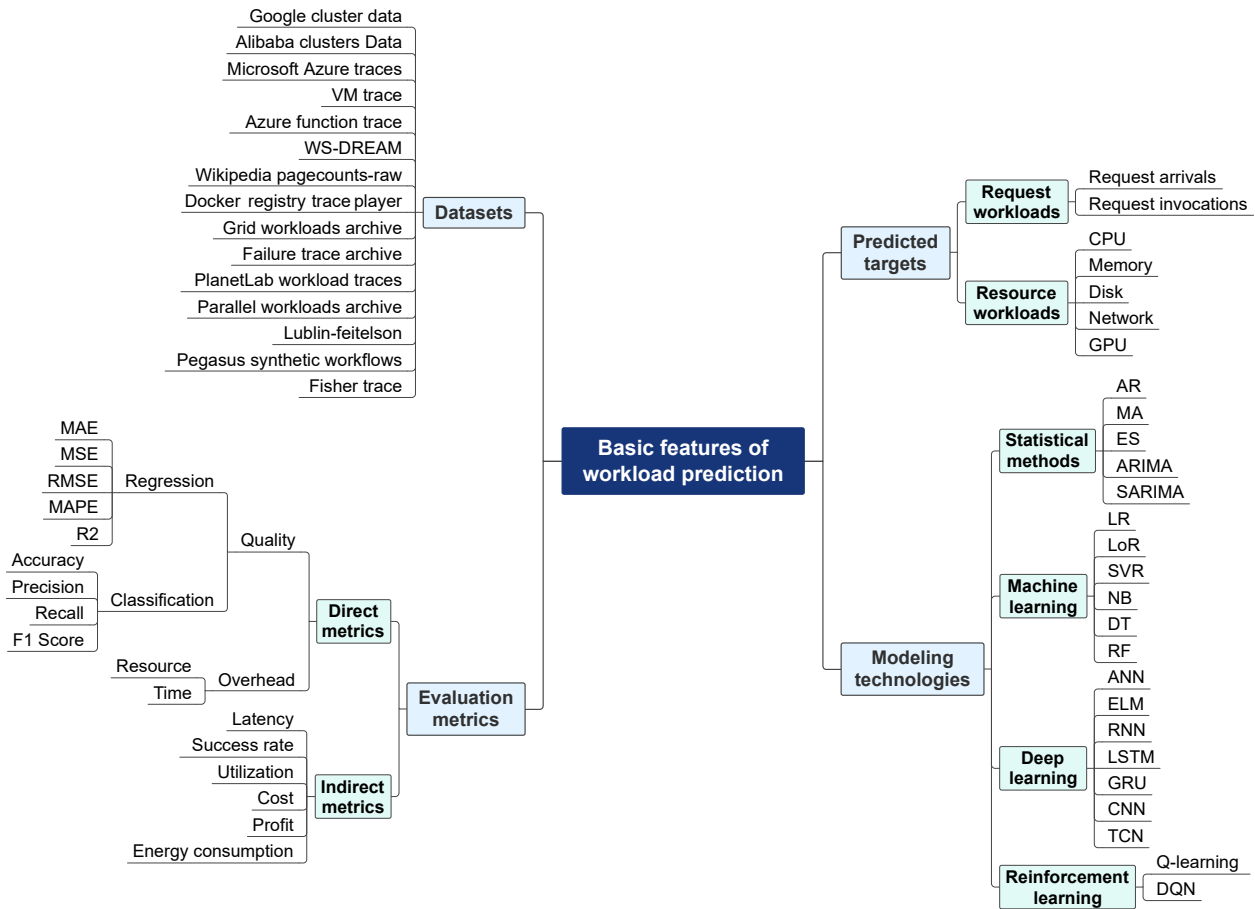 Google cluster data
Alibaba clusters Data
Microsoft Azure traces
VM trace
Azure function trace
WS-DREAM
Wikipedia pagecounts-raw
Docker registry trace player
Grid workloads archive
Failure trace archive
PlanetLab workload traces
Parallel workloads archive
Lublin-feitelson
Pegasus synthetic workflows
Fisher trace
Datasets
MAE
MSE
RMSE
MAPE
R2
Regression
Accuracy
Precision
Recall
F1 Score
Classification
Quality
Resource
Time
Overhead
Direct
metrics
Latency
Success rate
Utilization
Cost
Profit
Energy consumption
Indirect
metrics
Evaluation
metrics
Basic features of
workload prediction
Predicted
targets
Request
workloads
Request arrivals
Request invocations
Resource
workloads
CPU
Memory
Disk
Network
GPU
Modeling
technologies
Statistical
methods
AR
MA
ES
ARIMA
SARIMA
Machine
learning
LR
LoR
SVR
NB
DT
RF
Deep
learning
ANN
ELM
RNN
LSTM
GRU
CNN
TCN
Reinforcement
learning
Q-learning
DQN